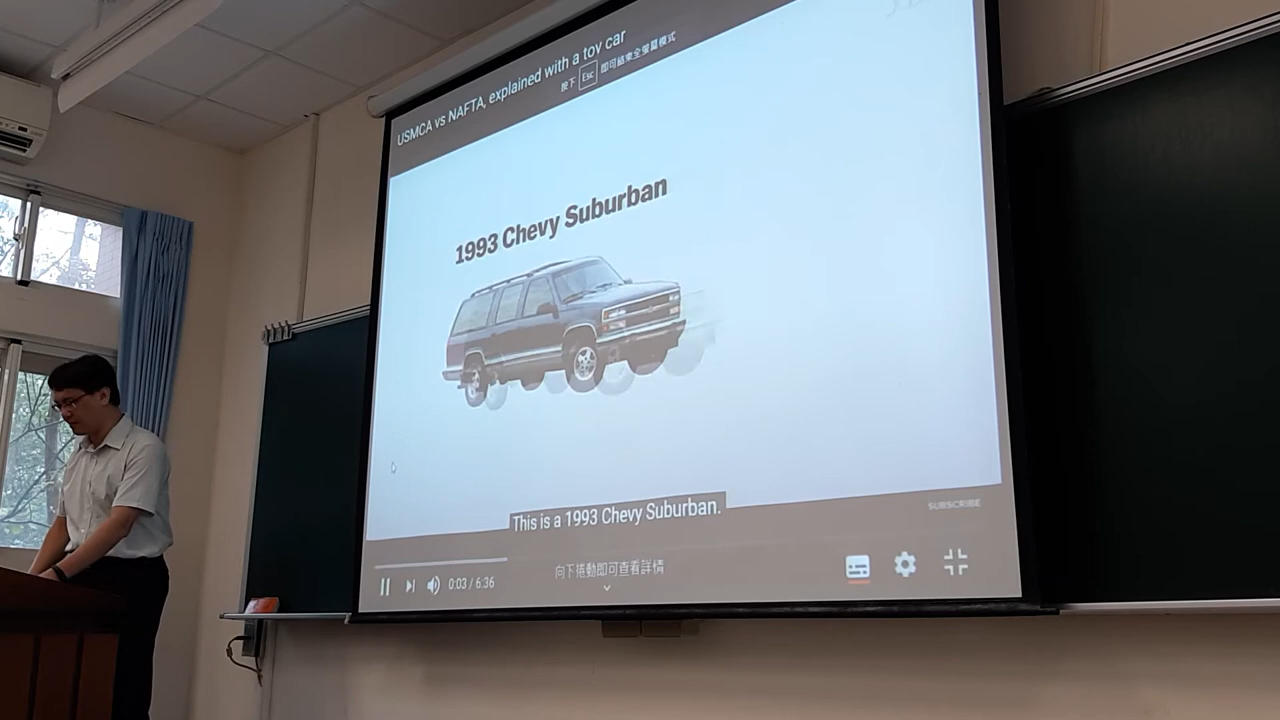 USMCA vs NAFTA, explained with a toy car
按下 Esc 即可結束全螢幕模式
1993 Chevy Suburban
This is a 1993 Chevy Suburban.
SUBSCRIBE
0:03 / 6:36
向下捲動即可查看詳情